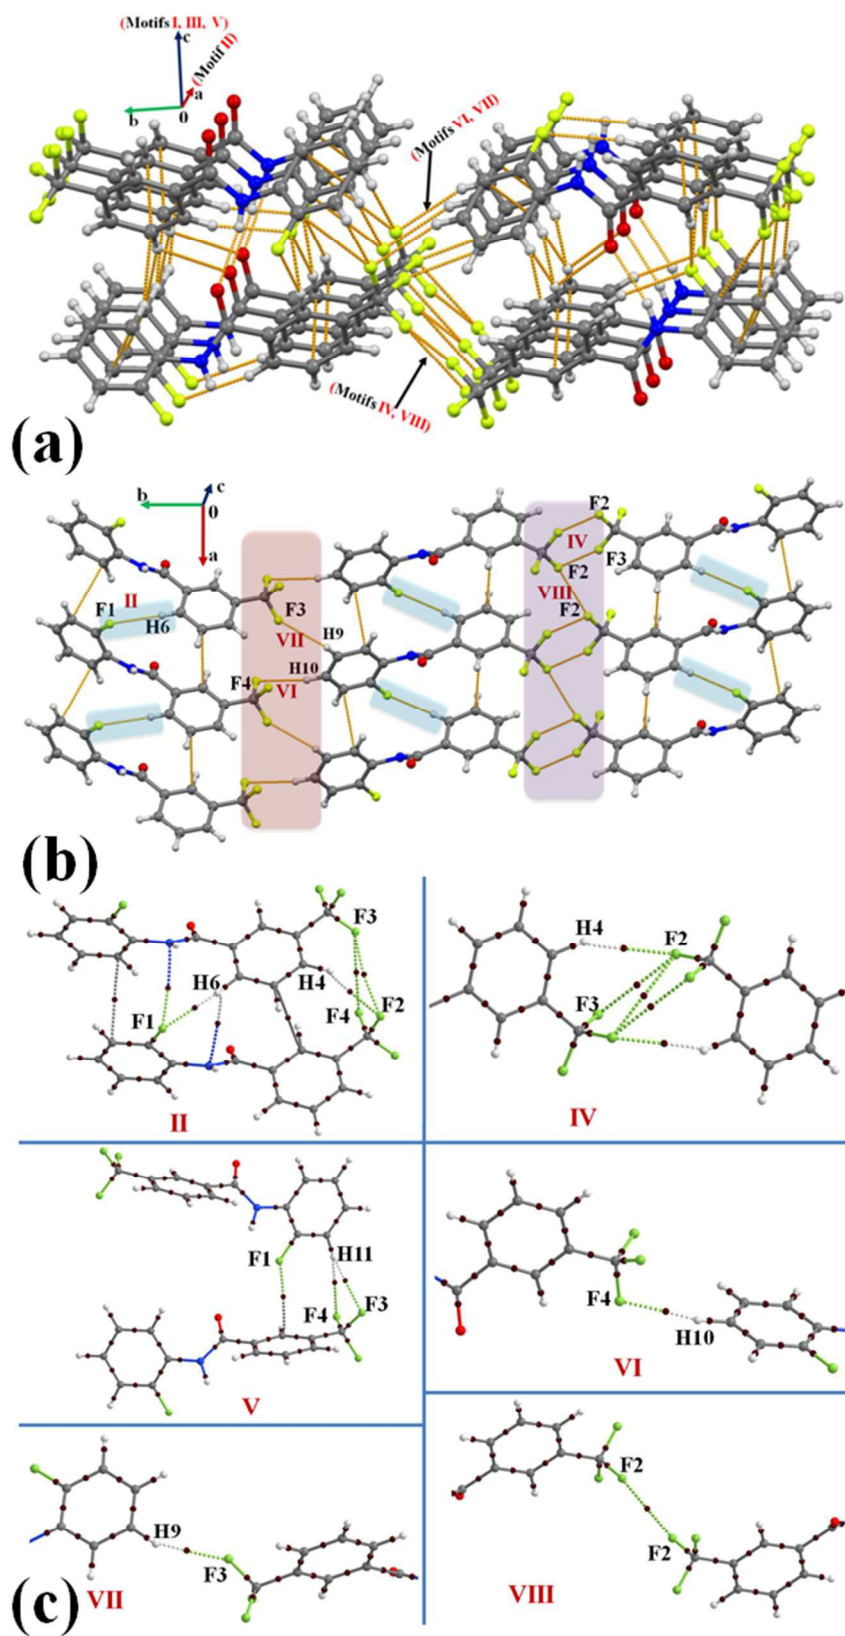 (Motifs I, III, V)
c
(Motif II)
a
b
0
(Motifs VI, VII)
(Motifs IV, VIII)
(a)
b
c
0
a
F2
IV
F3
II
F1
H6
F3
F2
VIII
F2
VII
H9
F4
H10
VI
(b)
F3
H6
H4
F1
F4
F2
II
H4
F2
F3
IV
F1
H11
F4
F3
V
F4
H10
VI
H9
F3
VII
F2
F2
VIII
(c)